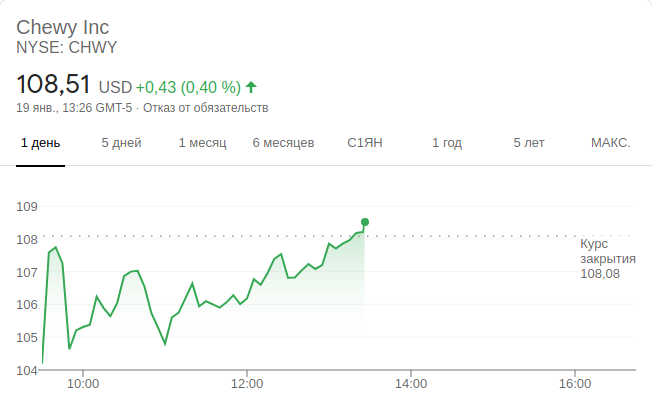 Chewy Inc
NYSE: CHWY
108,51 USD +0,43 (0,40 %)
19 янв., 13:26 GMT-5 · Отказ от обязательств
1 день 5 дней 1 месяц 6 месяцев С1ЯН 1 год 5 лет МАКС.
109
108
107
106
105
104
Курс
закрытия
108,08
10:00 12:00 14:00 16:00